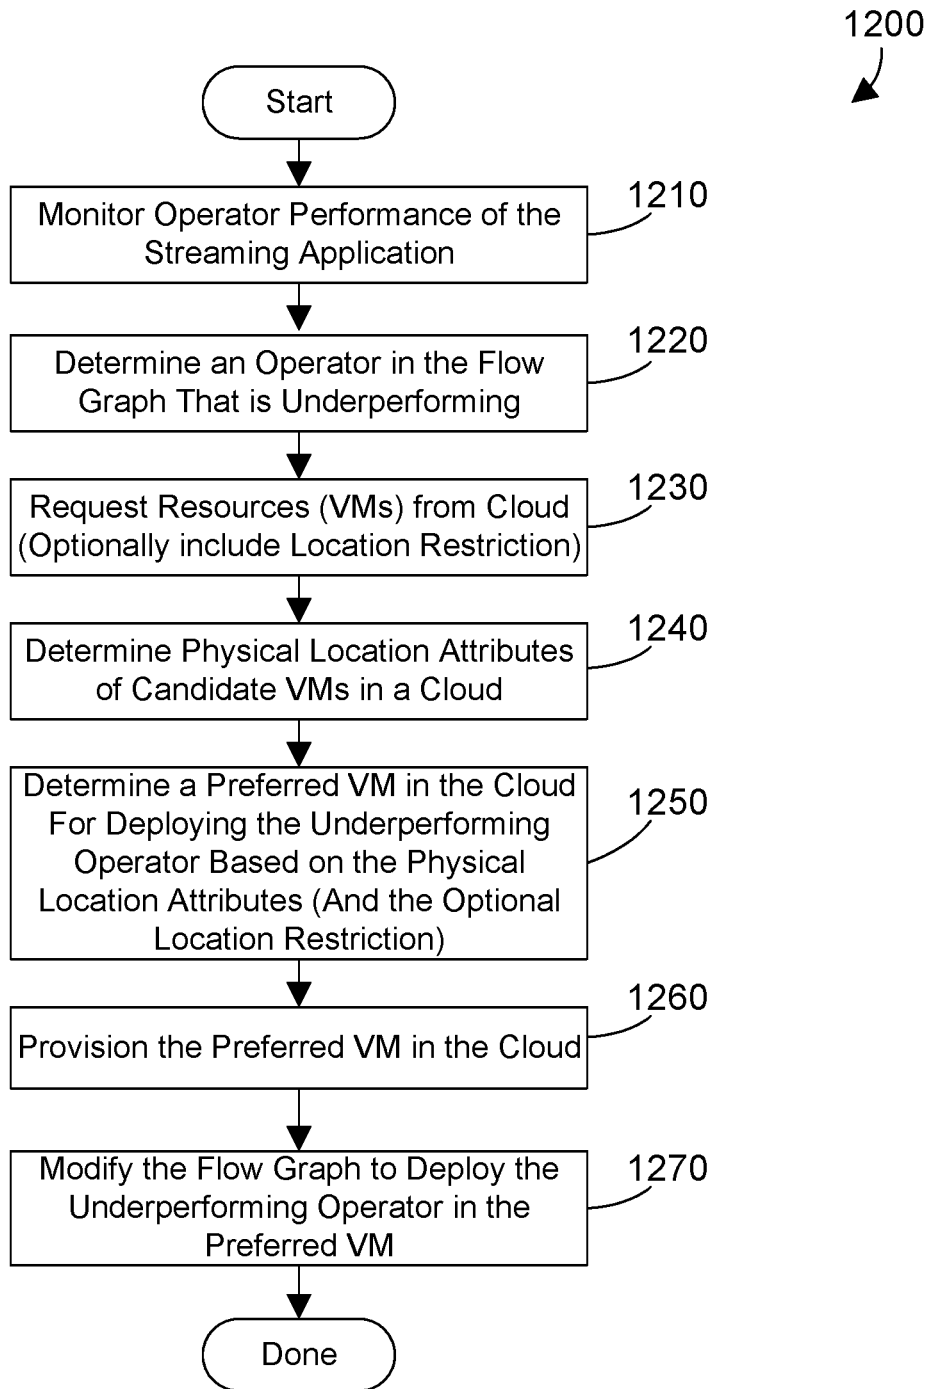 1200
Start
1210
Monitor Operator Performance of the
Streaming Application
1220
Determine an Operator in the Flow
Graph That is Underperforming
1230
Request Resources (VMs) from Cloud
(Optionally include Location Restriction)
1240
Determine Physical Location Attributes
of Candidate VMs in a Cloud
1250
Determine a Preferred VM in the Cloud
For Deploying the Underperforming
Operator Based on the Physical
Location Attributes (And the Optional
Location Restriction)
1260
Provision the Preferred VM in the Cloud
1270
Modify the Flow Graph to Deploy the
Underperforming Operator in the
Preferred VM
Done